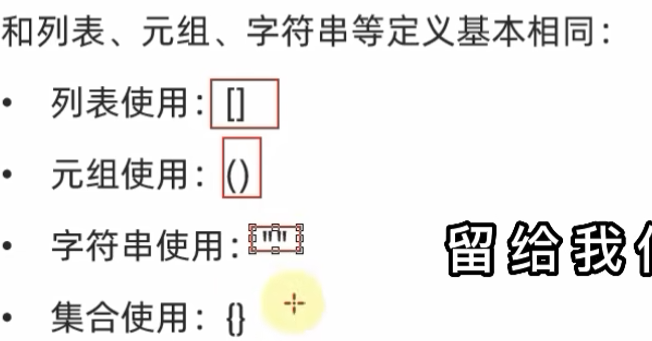 和列表、元组、字符串等定义基本相同：
• 列表使用：[]
• 元组使用：()
• 字符串使用：""
• 集合使用：{}
留给我